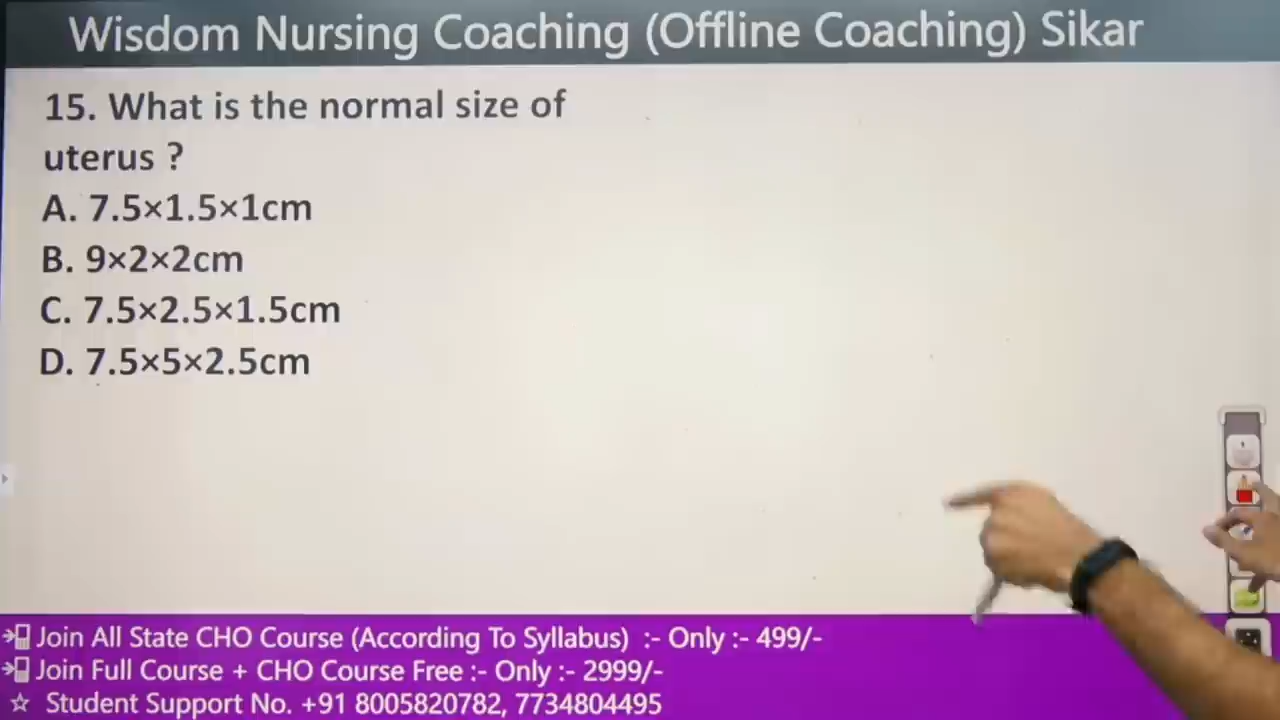 Wisdom Nursing Coaching (Offline Coaching) Sikar
15. What is the normal size of
uterus ?
A. 7.5×1.5×1cm
B. 9×2×2cm
C. 7.5×2.5×1.5cm
D. 7.5×5×2.5cm
Join All State CHO Course (According To Syllabus) :- Only :- 499/-
Join Full Course + CHO Course Free :- Only :- 2999/-
☆ Student Support No. +91 8005820782, 7734804495